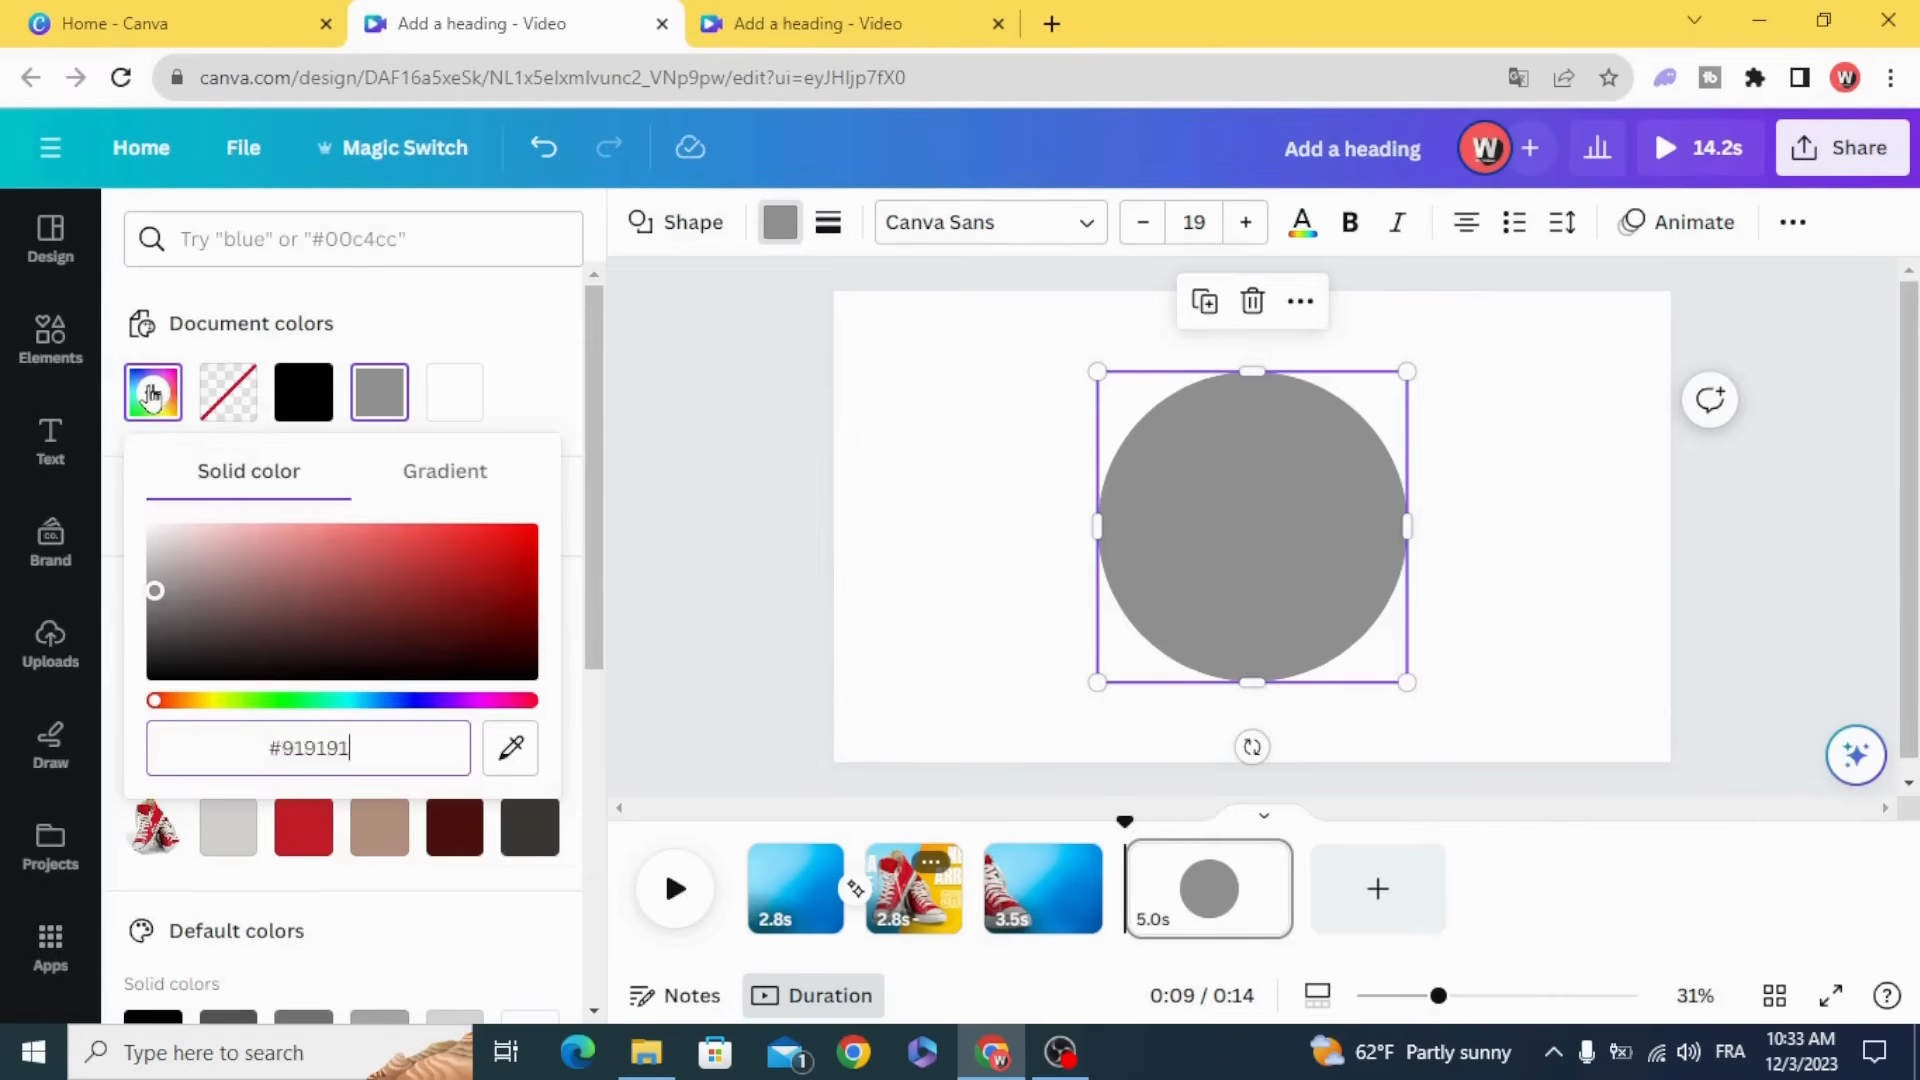 Home - Canva
Add a heading - Video
Add a heading - Video
canva.com/design/DAF16a5xeSk/NL1x5elxmIvunc2_VNp9pw/edit?ui=eyJHIjp7fX0
Home
File
Magic Switch
Add a heading
W
14.2s
Share
Design
Elements
Text
Brand
Uploads
Draw
Projects
Apps
Try "blue" or "#00c4cc"
Document colors
Solid color
Gradient
#919191
Default colors
Solid colors
Shape
Canva Sans
19
A
B
I
Animate
2.8s
2.8s
3.5s
5.0s
Notes
Duration
0:09 / 0:14
31%
Type here to search
1
62°F Partly sunny
FRA
10:33 AM
12/3/2023